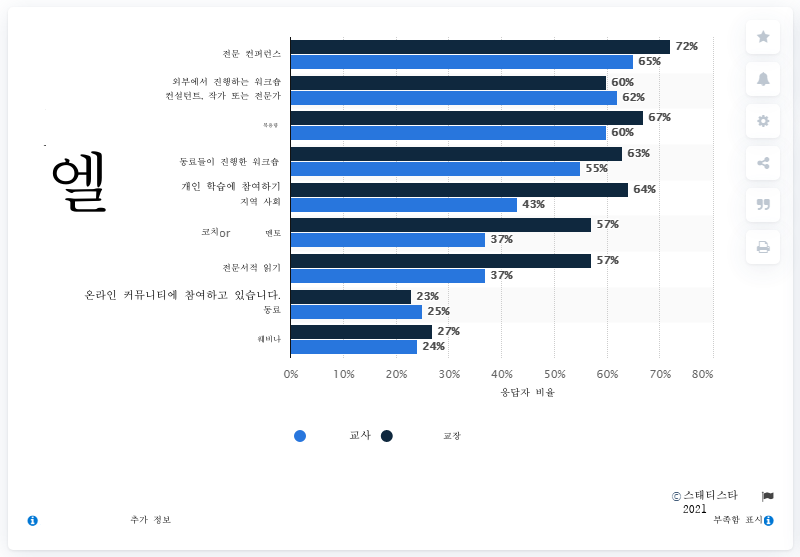 전문 컨퍼런스
72%
65%
외부에서 진행하는 워크숍
컨설턴트, 작가 또는 전문가
60%
62%
67%
60%
엘
동료들이 진행한 워크숍
63%
55%
개인 학습에 참여하기
지역 사회
64%
43%
코치or 멘토
57%
37%
전문서적 읽기
57%
37%
온라인 커뮤니티에 참여하고 있습니다.
동료
23%
25%
웨비나
27%
24%
0% 10% 20% 30% 40% 50% 60% 70% 80%
응답자 비율
교사 교장
© 스태티스타
2021
추가 정보
부족함 표시